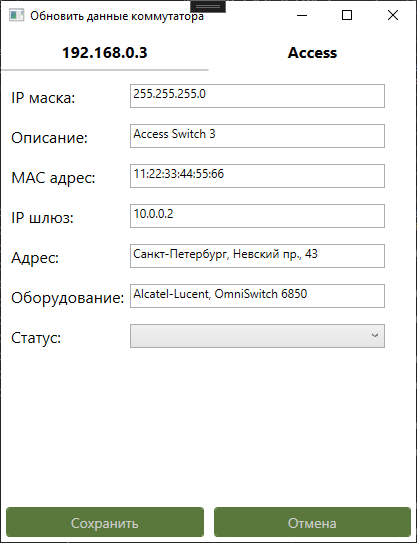 Обновить данные коммутатора
192.168.0.3 Access
IP маска: 255.255.255.0
Описание: Access Switch 3
MAC адрес: 11:22:33:44:55:66
IP шлюз: 10.0.0.2
Адрес: Санкт-Петербург, Невский пр., 43
Оборудование: Alcatel-Lucent, OmniSwitch 6850
Статус:
Сохранить Отмена